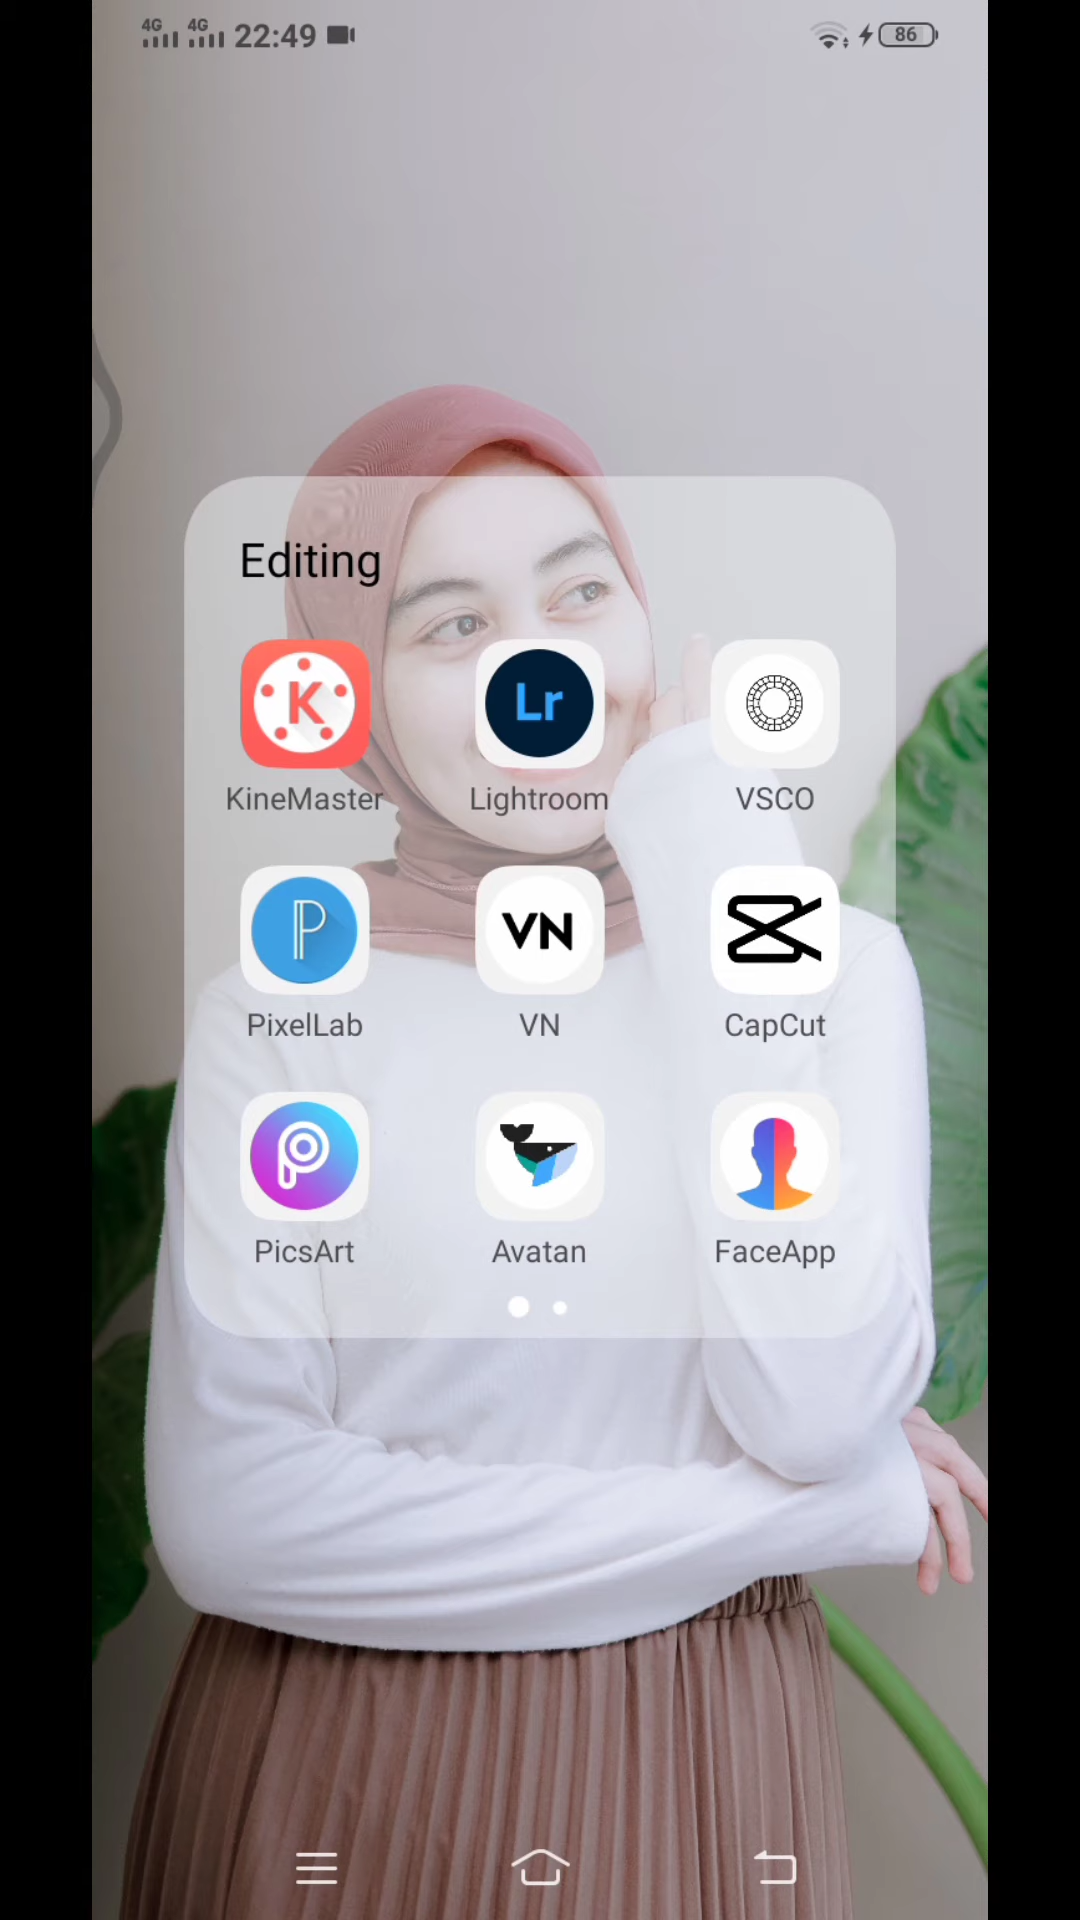 4G 4G 22:49 86
Editing
K Lr
KineMaster Lightroom VSCO
P VN
PixelLab VN CapCut
PicsArt Avatan FaceApp